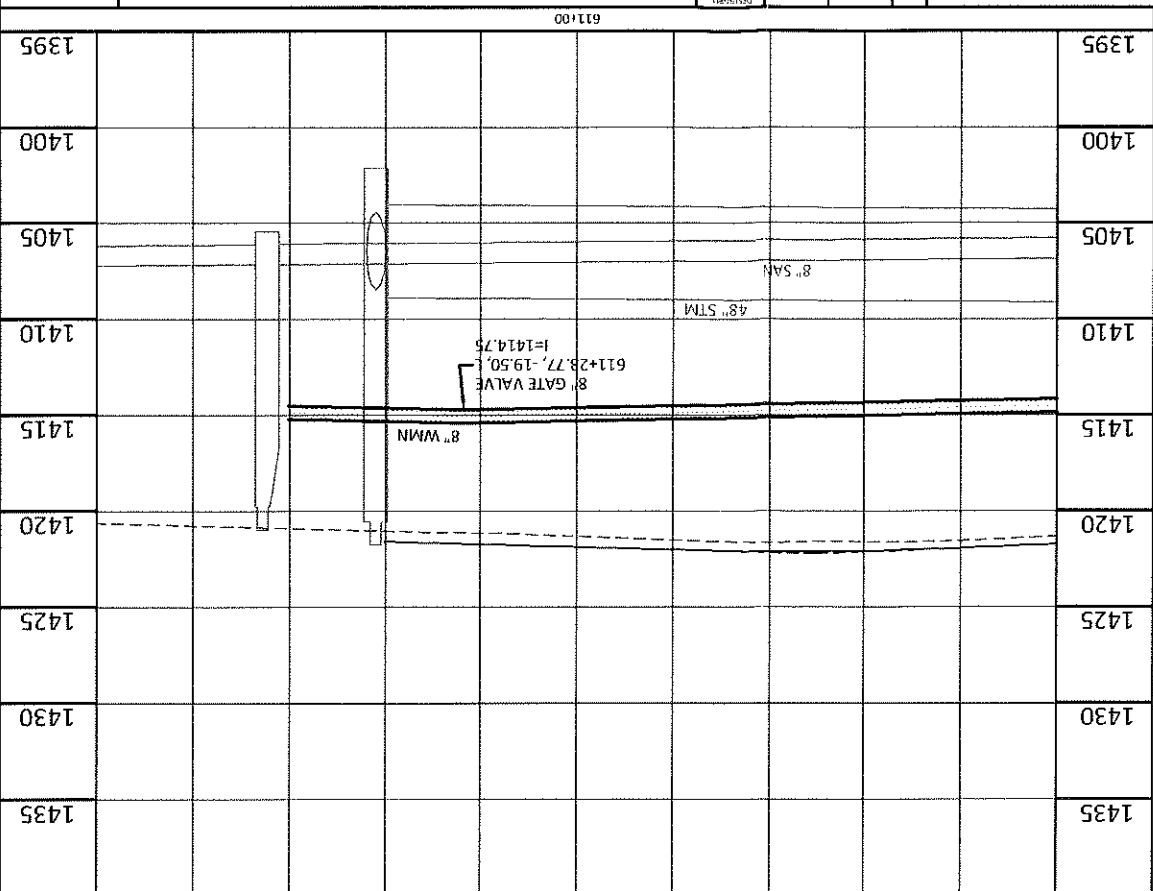 1435 1435
1430 1430
1425 1425
1420 1420
8" WMN
1415 1415
8" GATE VALVE
611+23.77, -19.50, L
I=1414.75
1410 1410
48" STM
8" SAN
1405 1405
1400 1400
1395 1395
611+00